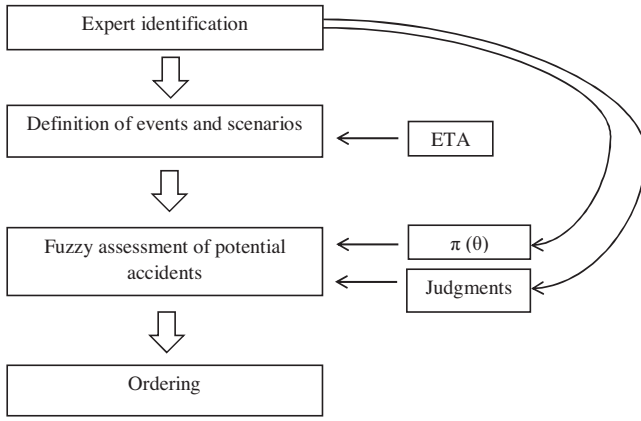 Expert identification
Definition of events and scenarios
ETA
Fuzzy assessment of potential
accidents
π (θ)
Judgments
Ordering